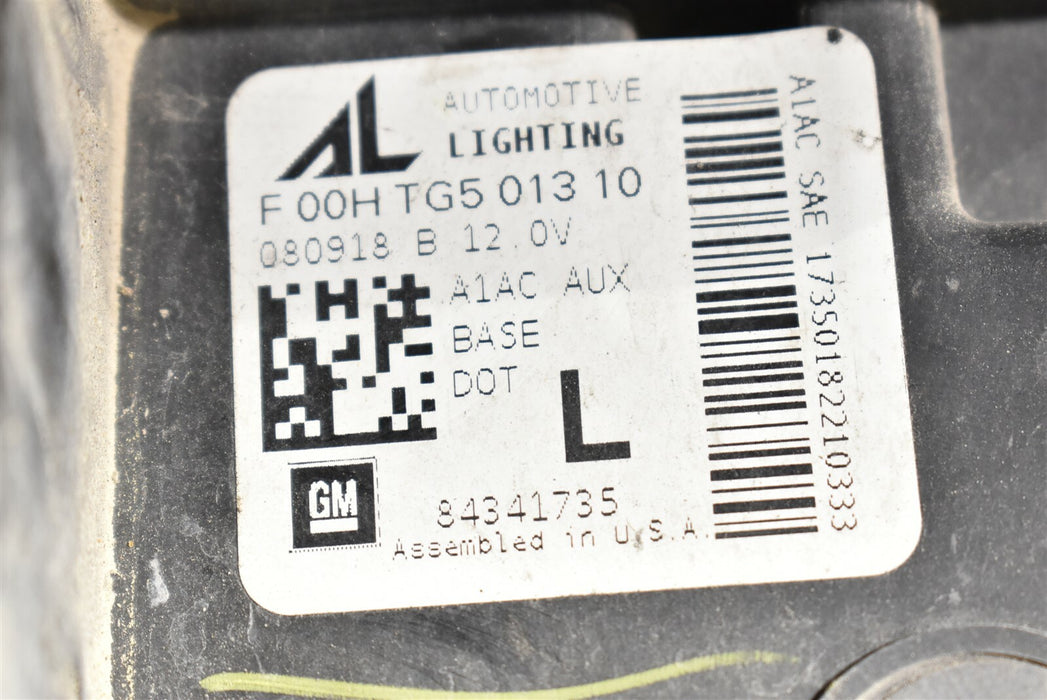 AL AUTOMOTIVE
LIGHTING
F 00H TG5 013 10
080918 B 12.0V
A1AC AUX
BASE
DOT
L
GM
84341735
Assembled in U.S.A.
A1AC SAE 17350182210333